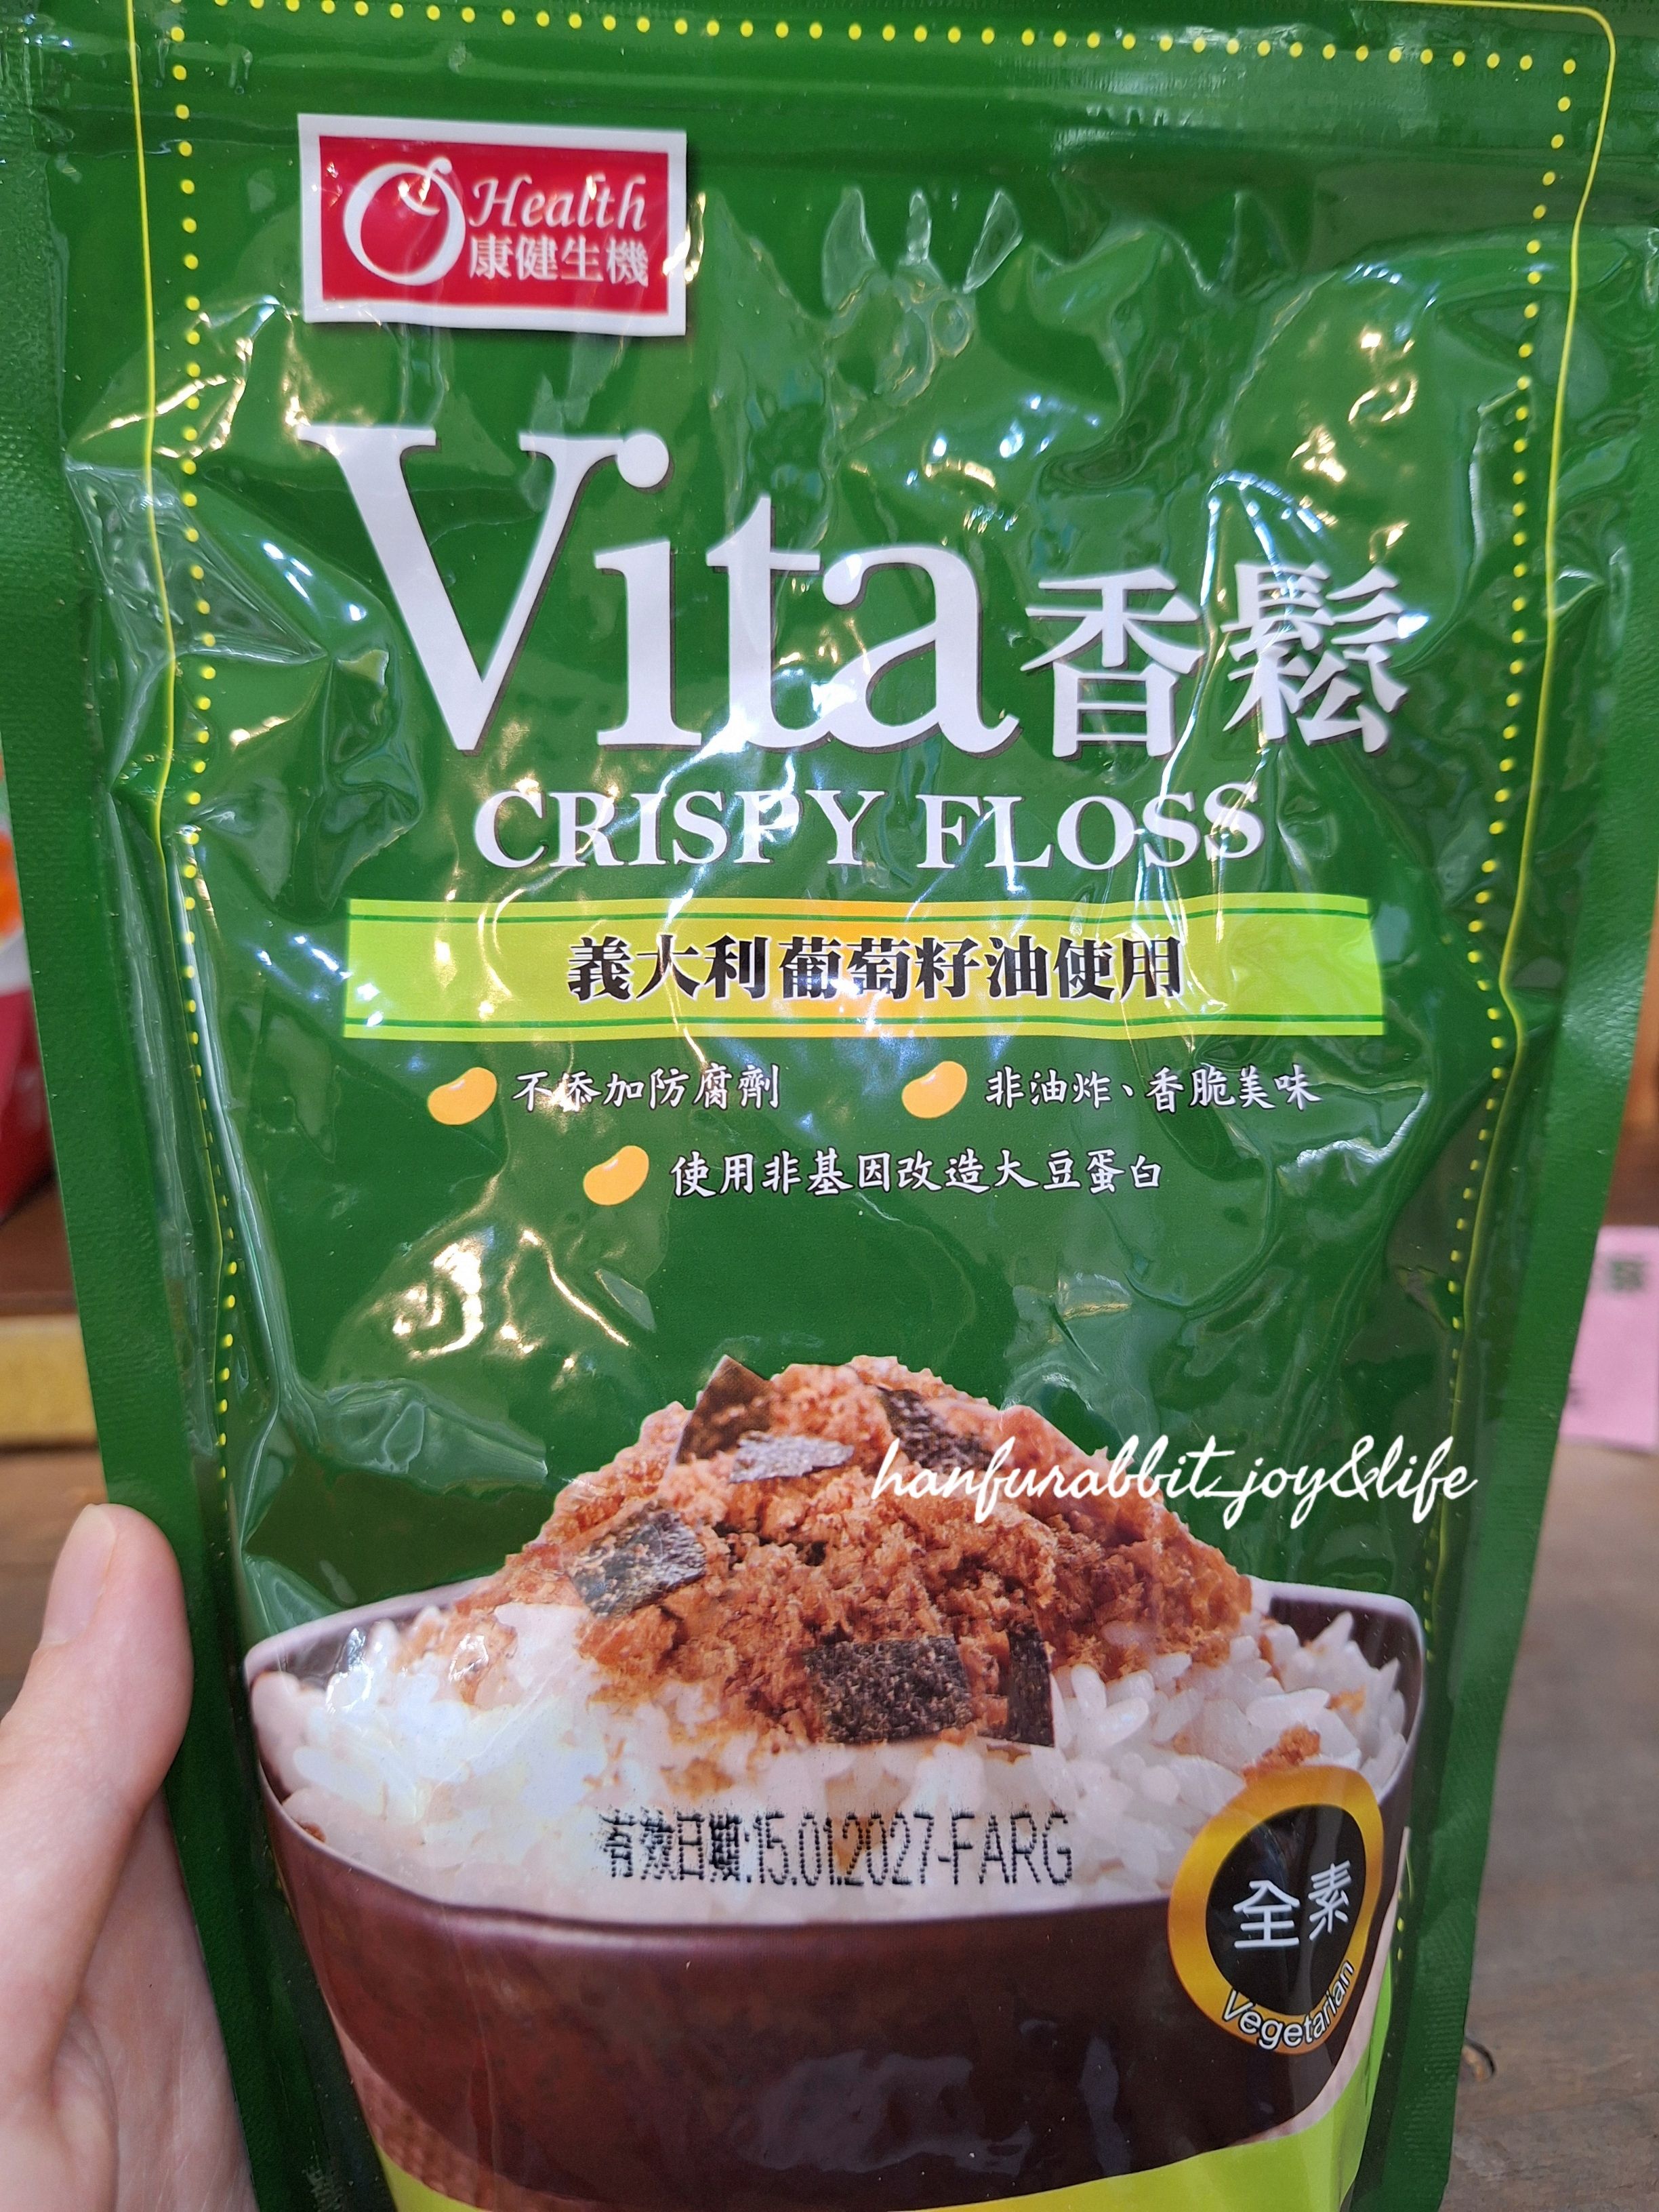 Health
康健生機
Vita香鬆
CRISPY FLOSS
義大利葡萄籽油使用
不添加防腐劑
非油炸、香脆美味
使用非基因改造大豆蛋白
hanfurabbit_joy&life
有效日期:15.01.2027-FARG
全素
Vegetarian